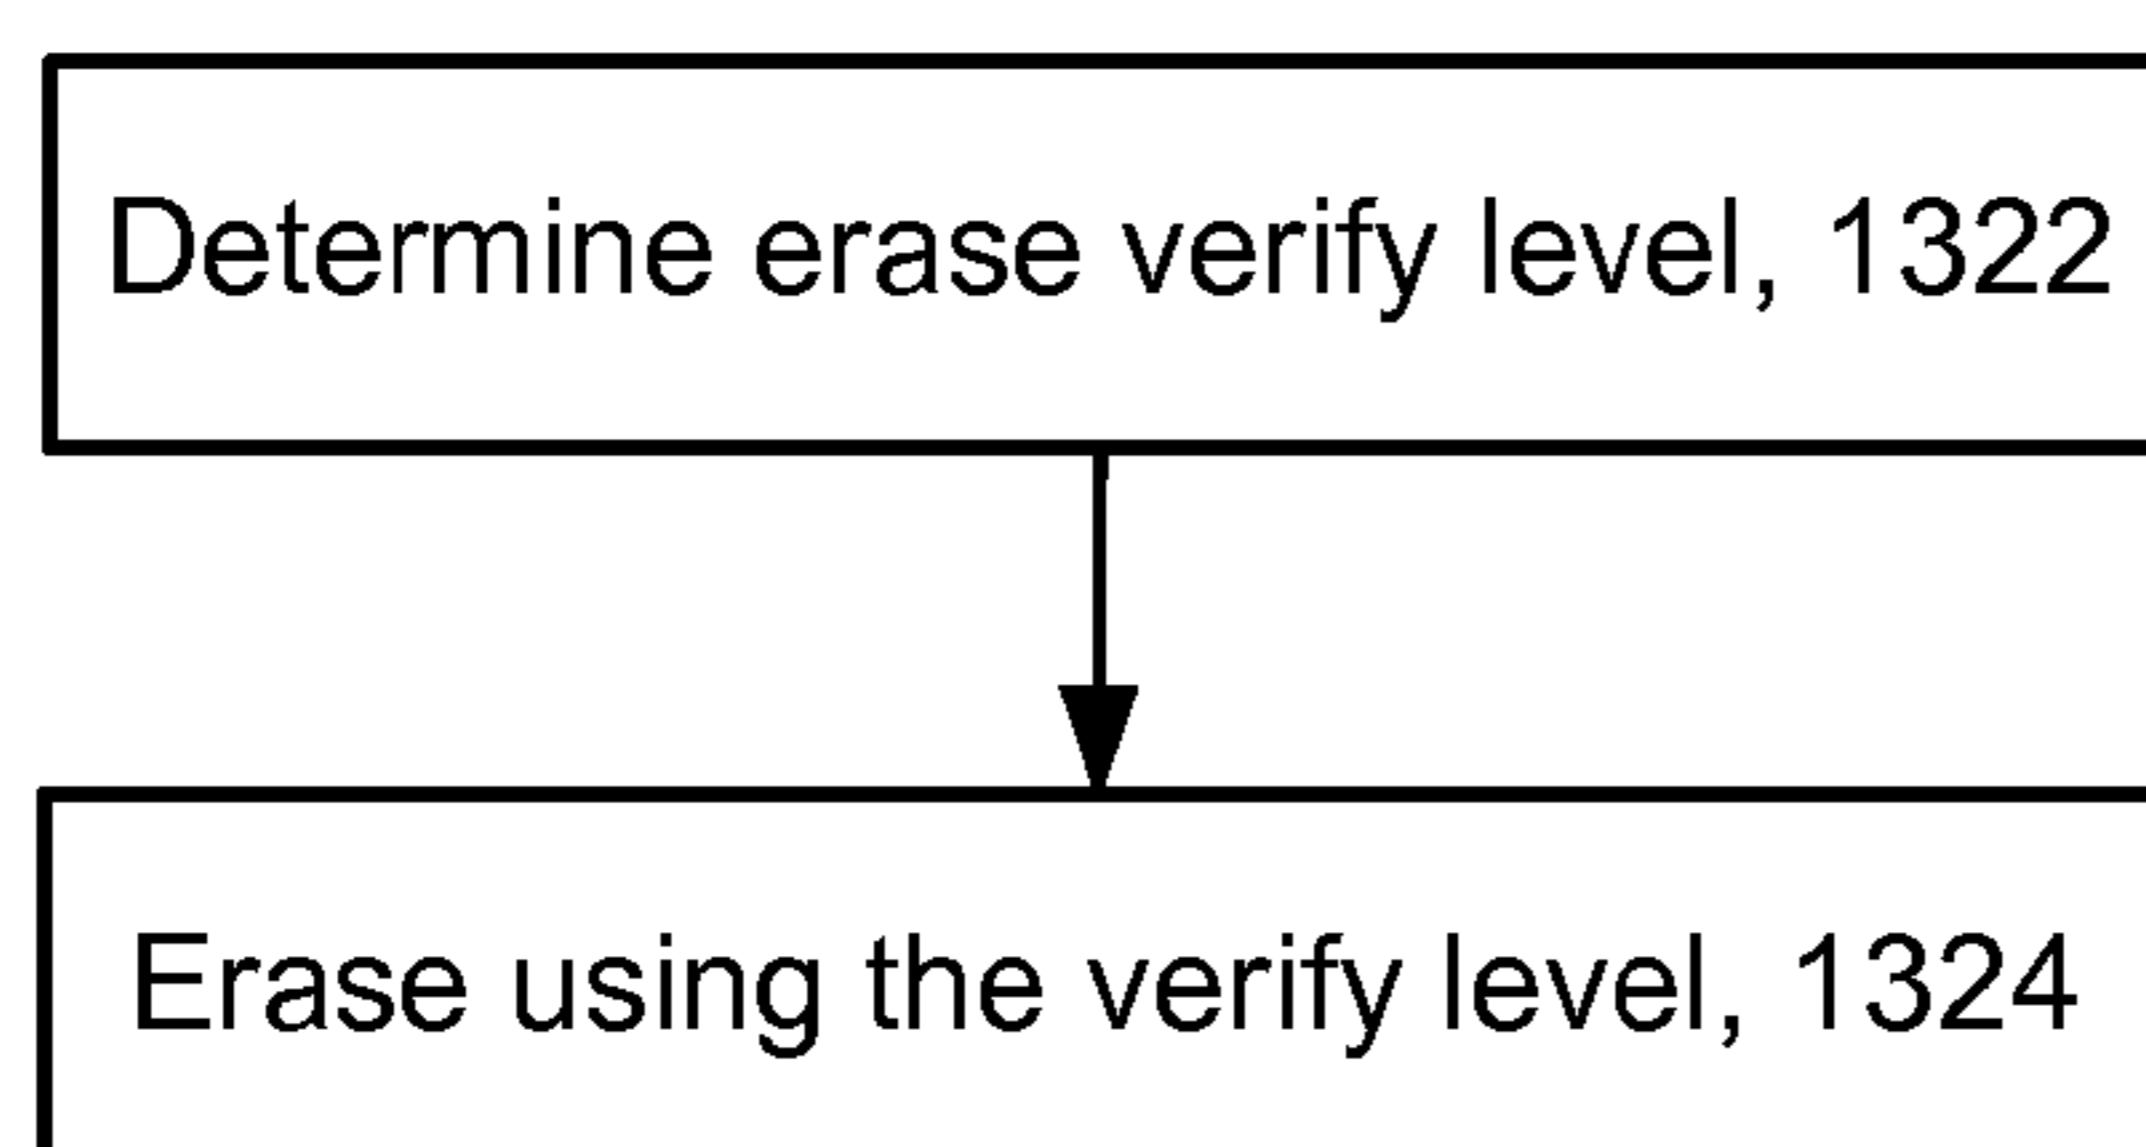 Determine erase verify level, 1322
Erase using the verify level, 1324